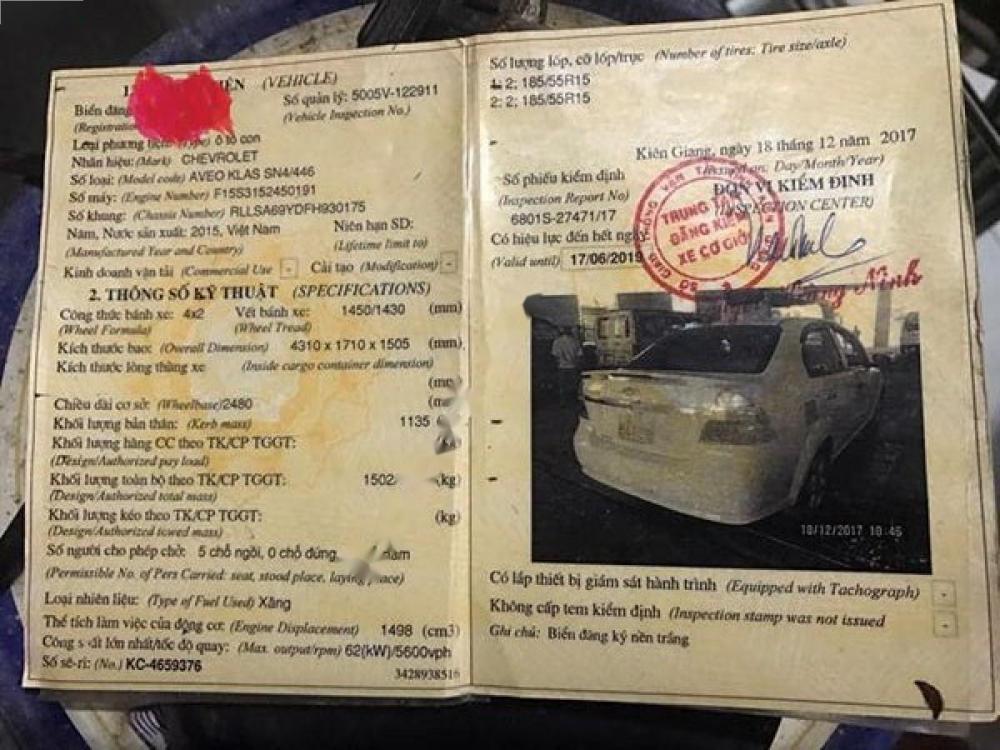 (VEHICLE)
Biển đăng
Số quản lý: 5005V-122911
(Vehicle Inspection No.)
Loại phương ô tô con
Nhãn hiệu: (Mark) CHEVROLET
Số loại: (Model code) AVEO KLAS SN4/446
Số máy: (Engine Number) F15S3152450191
Số khung: (Chassis Number) RLLSA69YDFH930175
Năm, Nước sản xuất: 2015, Việt Nam Niên hạn SD:
(Manufactured Year and Country) (Lifetime limit to)
Kinh doanh vận tải (Commercial Use - Cải tạo (Modification) -
2. THÔNG SỐ KỸ THUẬT (SPECIFICATIONS)
Công thức bánh xe: 4x2 Vết bánh xe: 1450/1430 (mm)
(Wheel Formula) (Wheel Tread)
Kích thước bao: (Overall Dimension) 4310 x 1710 x 1505 (mm)
Kích thước lòng thùng xe (Inside cargo container dimension)
Chiều dài cơ sở: (Wheelbase) 2480
Khối lượng bản thân: (Kerb mass) 1135
Khối lượng hàng CC theo TK/CP TGGT:
(Design/Authorized pay load)
Khối lượng toàn bộ theo TK/CP TGGT: 1502 (kg)
(Design/Authorized total mass)
Khối lượng kéo theo TK/CP TGGT: (kg)
(Design/Authorized towed mass)
Số người cho phép chở: 5 chỗ ngồi, 0 chỗ đứng,
(Permissible No. of Pers Carried: seat, stood place,
Loại nhiên liệu: (Type of Fuel Used) Xăng
Thể tích làm việc của động cơ: (Engine Displacement) 1498 (cm3)
Công lớn nhất/tốc độ quay: (Max. output/rpm) 62(kW)/5600vph
Số sê-ri: (No.) KC-4659376
3428938516
Số lượng lốp, cỡ lốp/trục (Number of tires: Tire size/axle)
1: 2; 185/55R15
2: 2; 185/55R15
Kiên Giang, ngày 18 tháng 12 năm 2017
on: Day/Month/Year)
Số phiếu kiểm định
(Inspection Report No)
6801S-27471/17
ĐƠN VỊ KIỂM ĐỊNH
(INSPECTION CENTER)
TRUNG TÂM
ĐĂNG KIỂM
XE CƠ GIỚI
Có hiệu lực đến hết ngày
(Valid until) 17/06/2019
18/12/2017 10:45
Có lắp thiết bị giám sát hành trình (Equipped with Tachograph) -
Không cấp tem kiểm định (Inspection stamp was not issued -
Ghi chú: Biển đăng ký nền trắng